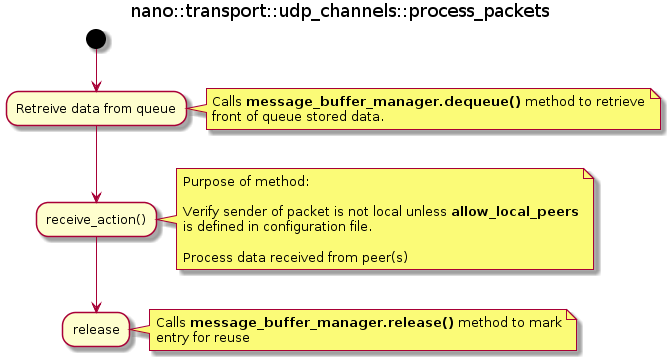 nano::transport::udp_channels::process_packets
Retreive data from queue
Calls message_buffer_manager.dequeue() method to retrieve
front of queue stored data.
receive_action()
Purpose of method:
Verify sender of packet is not local unless allow_local_peers
is defined in configuration file.
Process data received from peer(s)
release
Calls message_buffer_manager.release() method to mark
entry for reuse